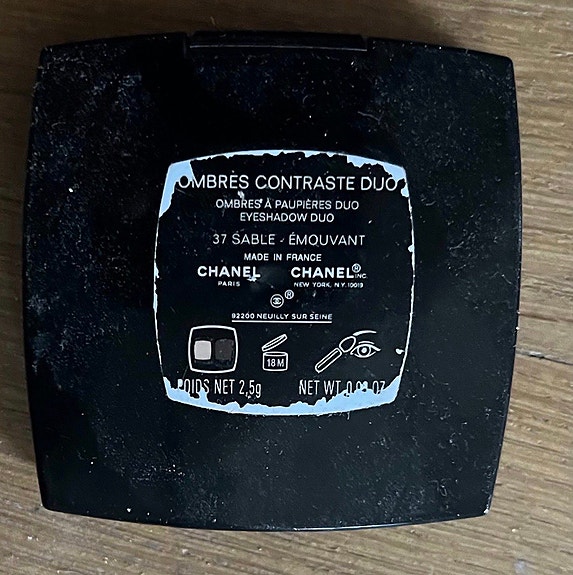 OMBRES CONTRASTE DUO
OMBRES À PAUPIÈRES DUO
EYESHADOW DUO
37 SABLE - ÉMOUVANT
MADE IN FRANCE
CHANEL CHANEL® INC.
PARIS NEW YORK, N.Y. 10019
®
92200 NEUILLY SUR SEINE
18 M
POIDS NET 2,5g NET WT. OZ